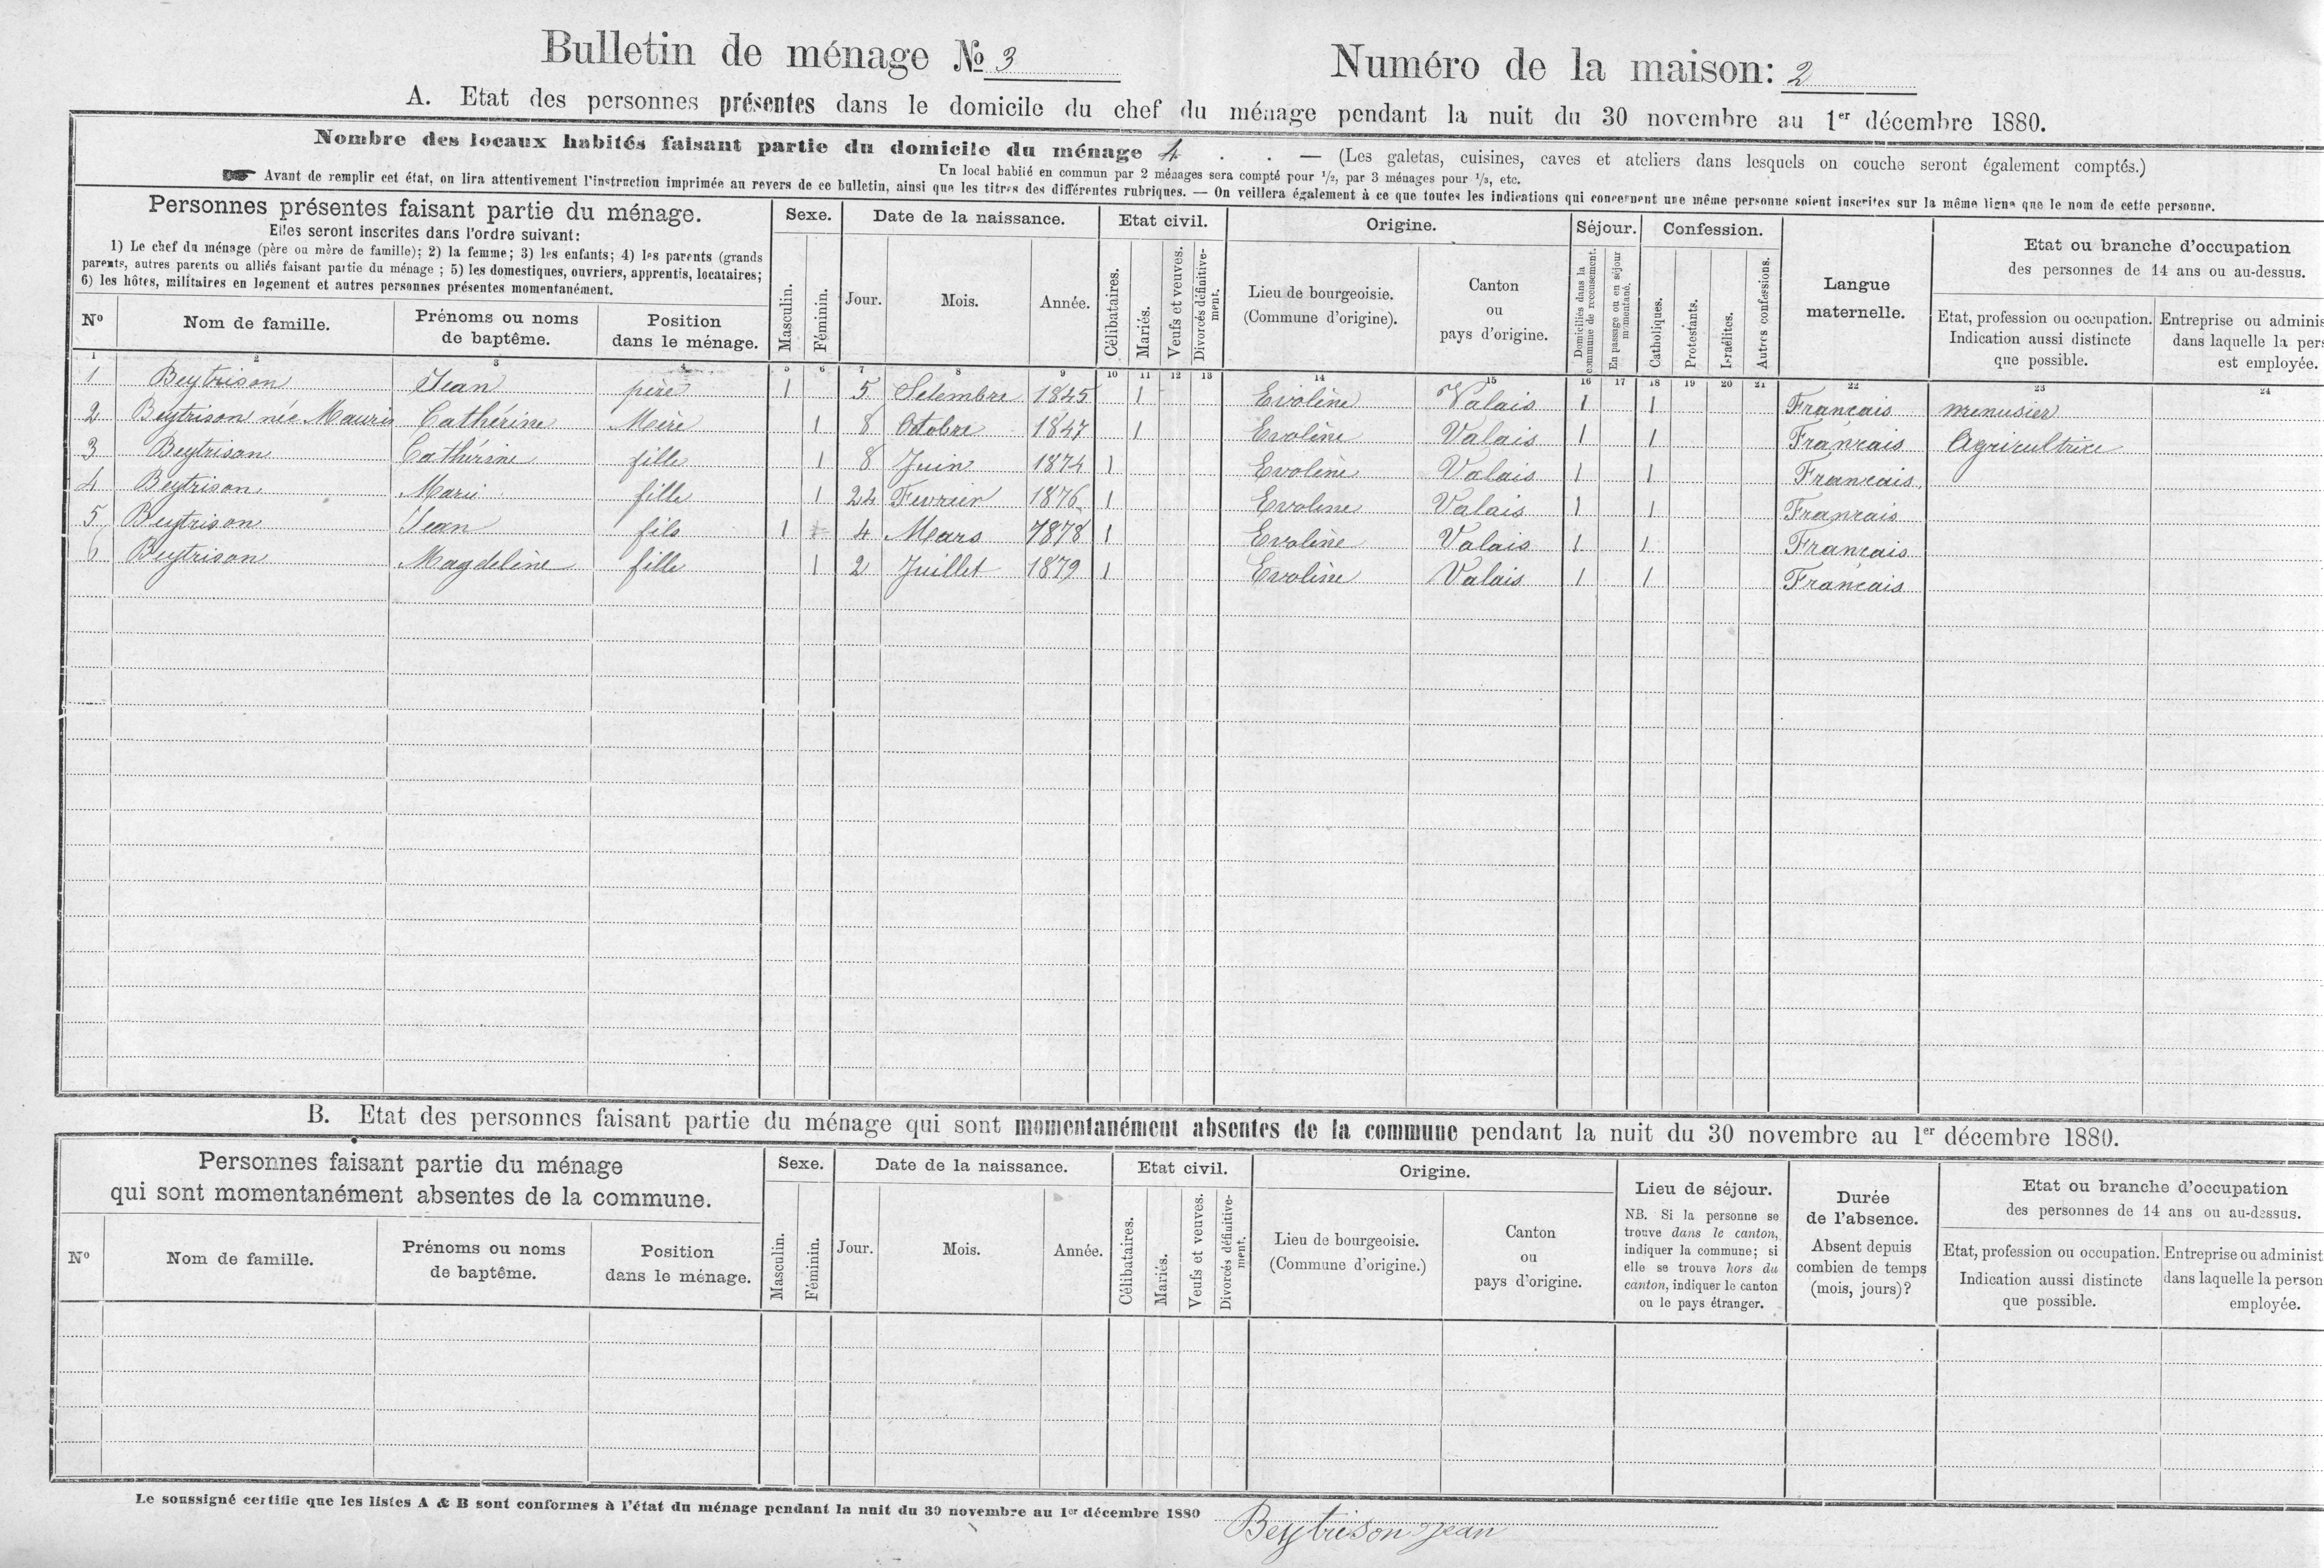 Bulletin de ménage № 3 Numéro de la maison: 2
A. Etat des personnes présentes dans le domicile du chef du ménage pendant la nuit du 30 novembre au 1er décembre 1880.
Nombre des locaux habités faisant partie du domicile du ménage 4 . . — (Les galetas, cuisines, caves et ateliers dans lesquels on couche seront également comptés.)
Un local habité en commun par 2 ménages sera compté pour 1/2, par 3 ménages pour 1/3, etc.
Avant de remplir cet état, on lira attentivement l'instruction imprimée au revers de ce bulletin, ainsi que les titres des différentes rubriques. — On veillera également à ce que toutes les indications qui concernent une même personne soient inscrites sur la même ligne que le nom de cette personne.
Personnes présentes faisant partie du ménage.
Elles seront inscrites dans l'ordre suivant:
1) Le chef du ménage (père ou mère de famille); 2) la femme; 3) les enfants; 4) les parents (grands
parents, autres parents ou alliés faisant partie du ménage ; 5) les domestiques, ouvriers, apprentis, locataires;
6) les hôtes, militaires en logement et autres personnes présentes momentanément.
Nº
Nom de famille.
Prénoms ou noms
de baptême.
Position
dans le ménage.
Sexe.
Masculin.
Féminin.
Date de la naissance.
Jour.
Mois.
Année.
Etat civil.
Célibataires.
Mariés.
Veufs et veuves.
Divorcés définitive-
ment.
Origine.
Lieu de bourgeoisie.
(Commune d'origine).
Canton
ou
pays d'origine.
Séjour.
Domiciliés dans la
commune de recensement.
En passage ou en séjour
momentané.
Confession.
Catholiques.
Protestants.
Israélites.
Autres confessions.
Langue
maternelle.
Etat ou branche d'occupation
des personnes de 14 ans ou au-dessus.
Etat, profession ou occupation.
Indication aussi distincte
que possible.
Entreprise ou adminis
dans laquelle la pers
est employée.
1 2 3 4 5 6 7 8 9 10 11 12 13 14 15 16 17 18 19 20 21 22 23 24
1 Beytrison Jean père 1 5 Setembre 1845 1 Evolène Valais 1 1 Francais menusier
2 Beytrison née Mauris Cathérine Mère 1 8 Octobre 1847 1 Evolène Valais 1 1 Francais Agricultrice
3 Beytrison Cathérine fille 1 8 Juin 1874 1 Evolène Valais 1 1 Francais
4 Beytrison Marie fille 1 24 Fevrier 1876 1 Evolene Valais 1 1 Francais
5 Beytrison Jean fils 1 4 Mars 1878 1 Evolène Valais 1 1 Francais
6 Beytrison Magdelène fille 1 2 Juillet 1879 1 Evolène Valais 1 1 Francais
B. Etat des personnes faisant partie du ménage qui sont momentanément absentes de la commune pendant la nuit du 30 novembre au 1er décembre 1880.
Personnes faisant partie du ménage
qui sont momentanément absentes de la commune.
Nº
Nom de famille.
Prénoms ou noms
de baptême.
Position
dans le ménage.
Sexe.
Masculin.
Féminin.
Date de la naissance.
Jour.
Mois.
Année.
Etat civil.
Célibataires.
Mariés.
Veufs et veuves.
Divorcés définitive-
ment.
Origine.
Lieu de bourgeoisie.
(Commune d'origine.)
Canton
ou
pays d'origine.
Lieu de séjour.
NB. Si la personne se
trouve dans le canton,
indiquer la commune; si
elle se trouve hors du
canton, indiquer le canton
ou le pays étranger.
Durée
de l'absence.
Absent depuis
combien de temps
(mois, jours)?
Etat ou branche d'occupation
des personnes de 14 ans ou au-dessus.
Etat, profession ou occupation.
Indication aussi distincte
que possible.
Entreprise ou administ
dans laquelle la person
employée.
Le soussigné certifie que les listes A & B sont conformes à l'état du ménage pendant la nuit du 30 novembre au 1er décembre 1880
Beytrison Jean